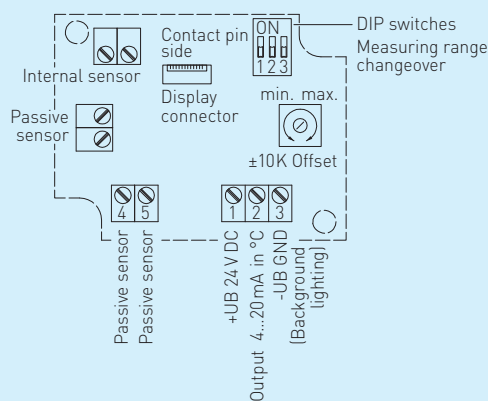 ON
1 2 3
DIP switches
Measuring range
changeover
Contact pin
side
Internal sensor
Display
connector
Passive
sensor
min. max.
±10K Offset
4 5
1 2 3
Passive sensor
Passive sensor
+UB 24 V DC
Output 4...20mA in °C
-UB GND
(Background
lighting)